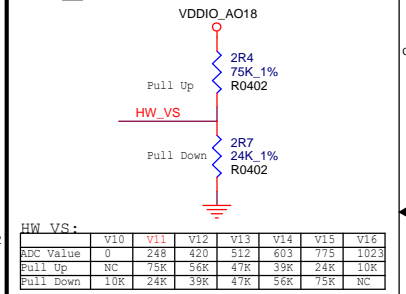 VDDIO_AO18
2R4
75K_1%
Pull Up R0402
HW_VS
2R7
Pull Down 24K_1%
R0402
HW VS:
V10 V11 V12 V13 V14 V15 V16
ADC Value 0 248 420 512 603 775 1023
Pull Up NC 75K 56K 47K 39K 24K 10K
Pull Down 10K 24K 39K 47K 56K 75K NC